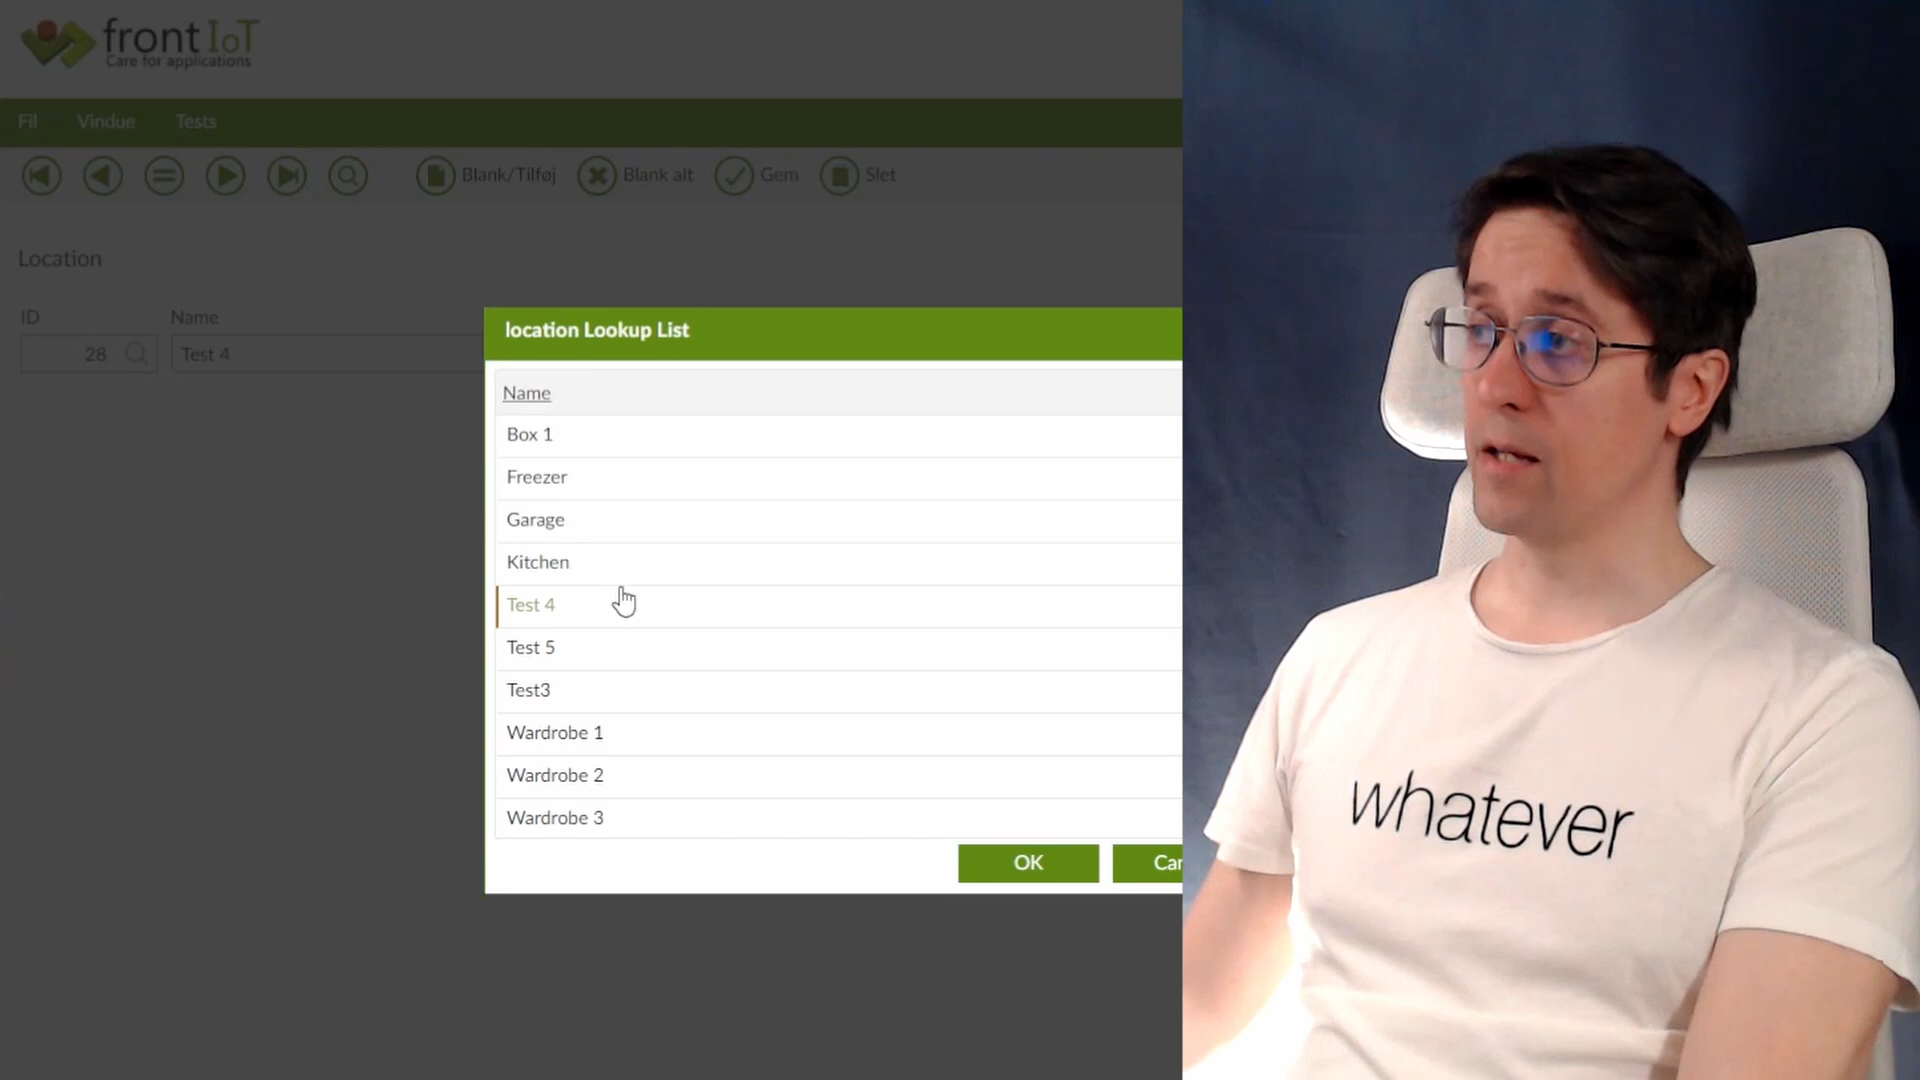 front IoT
Care for applications
Fil Vindue Tests
Blank/Tilføj Blank alt Gem Slet
Location
ID Name
28 Test 4
location Lookup List
Name
Box 1
Freezer
Garage
Kitchen
Test 4
Test 5
Test3
Wardrobe 1
Wardrobe 2
Wardrobe 3
OK Can
whatever